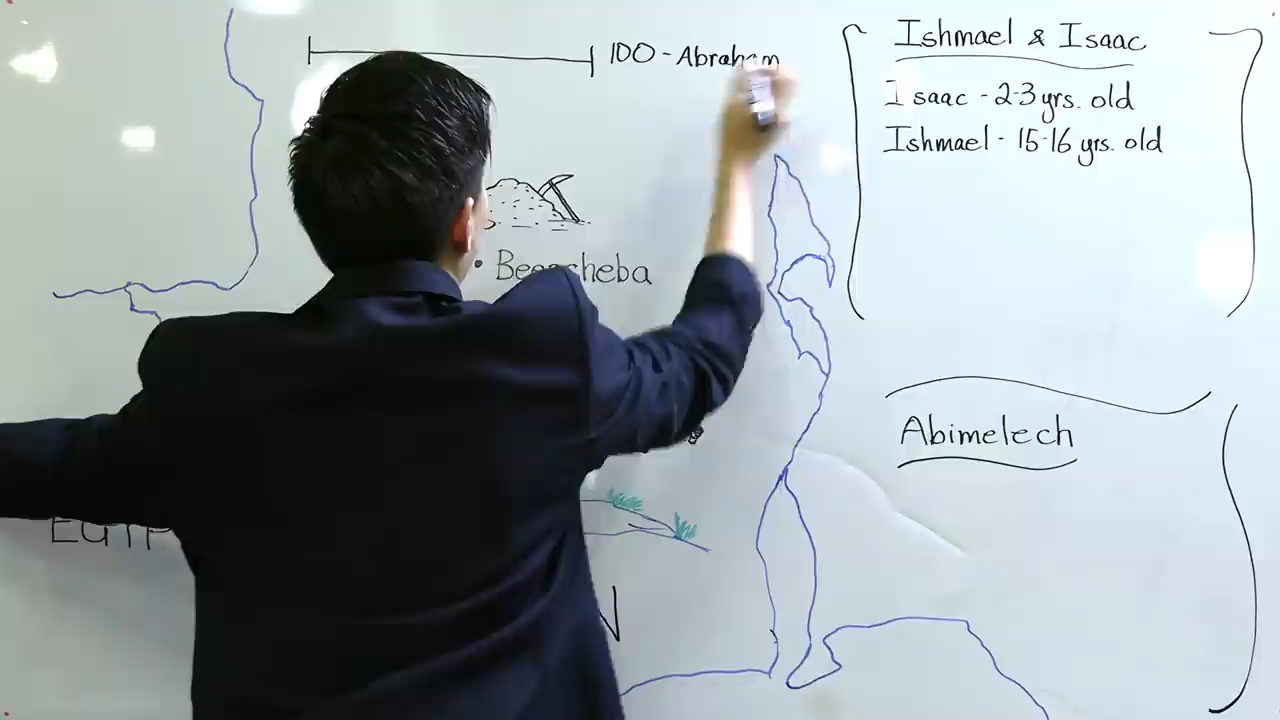 100 - Abraham
Ishmael & Isaac
Isaac - 2-3 yrs. old
Ishmael - 15-16 yrs. old
Abimelech